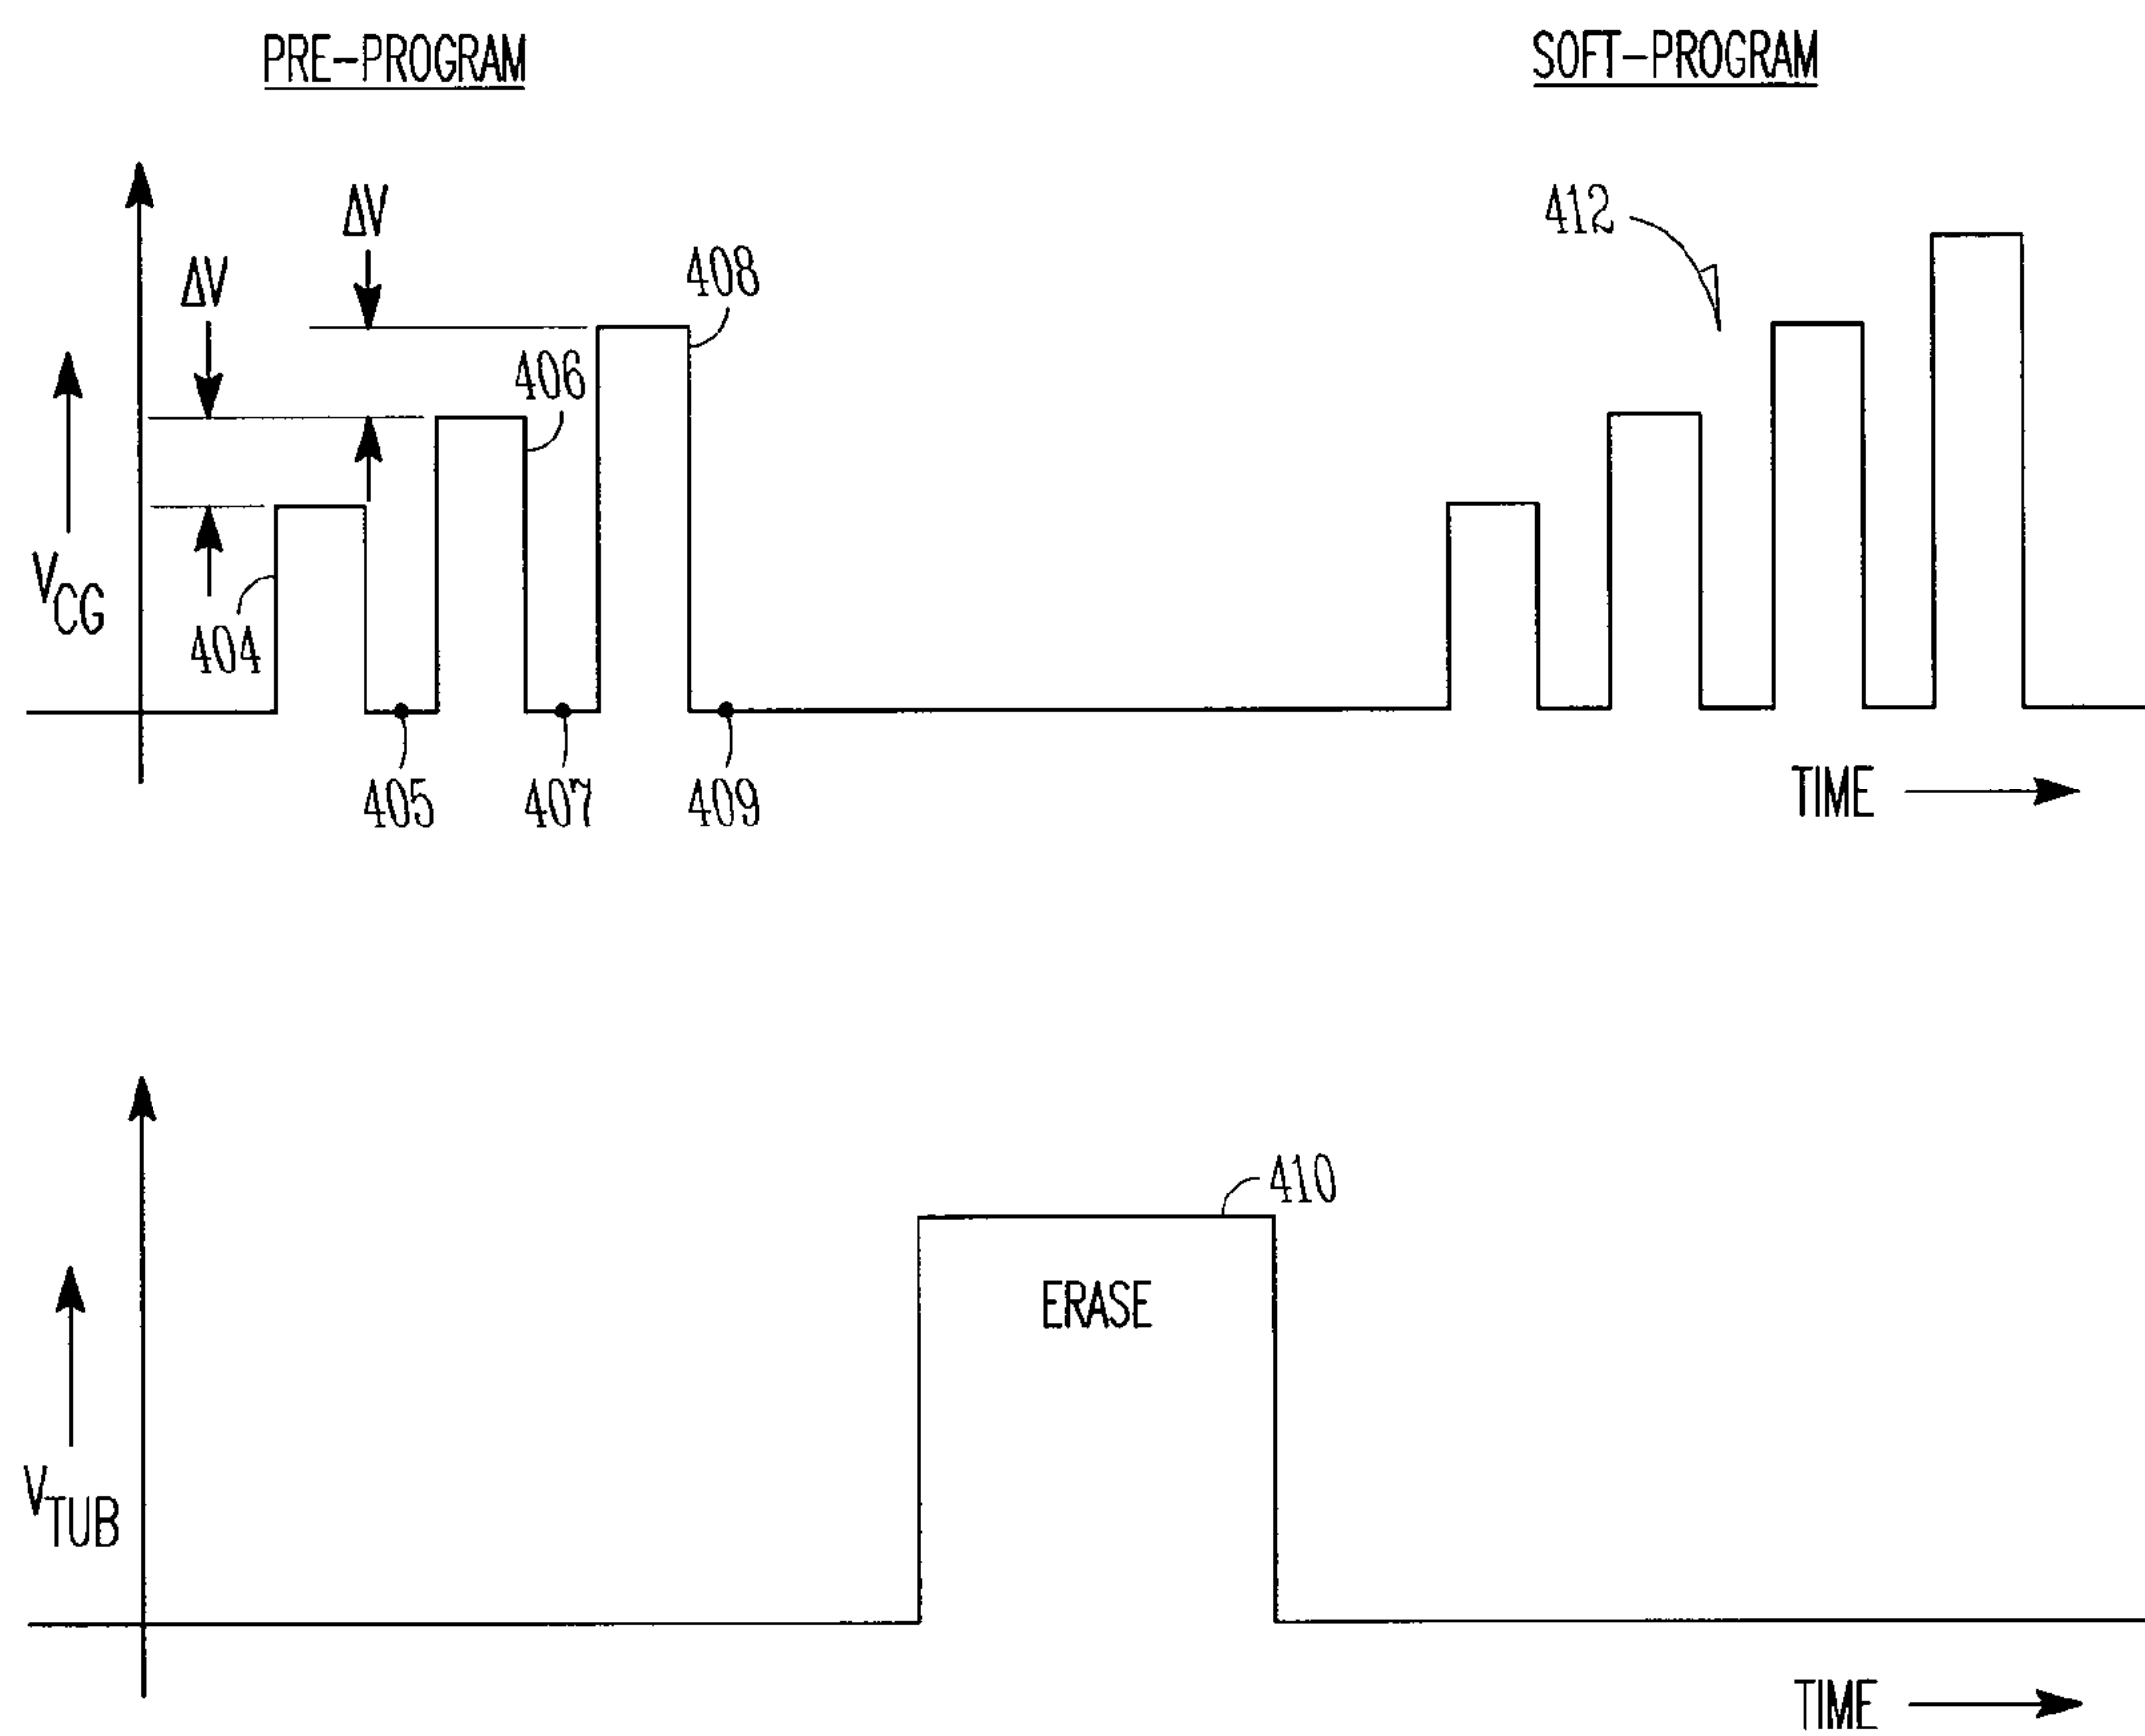 PRE-PROGRAM
SOFT-PROGRAM
ΔV
ΔV
408
412
406
VCG
404
405
407
409
TIME
410
ERASE
VTUB
TIME